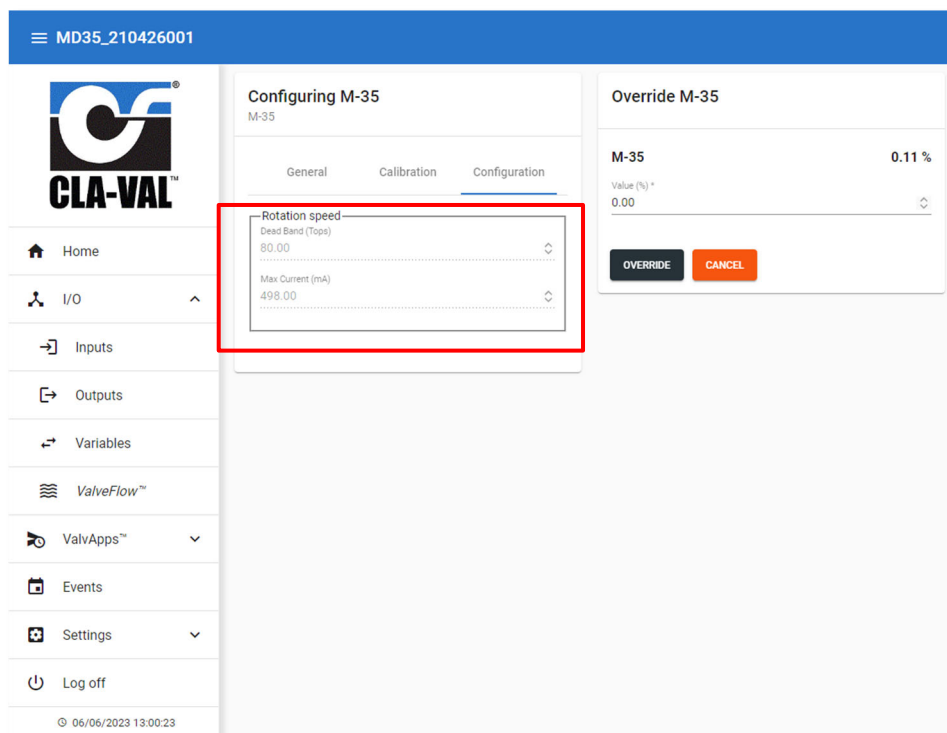 MD35_210426001
®
CLA-VAL™
Home
I/O
Inputs
Outputs
Variables
ValveFlow™
ValvApps™
Events
Settings
Log off
06/06/2023 13:00:23
Configuring M-35
M-35
General Calibration Configuration
Rotation speed
Dead Band (Tops)
80.00
Max Current (mA)
498.00
Override M-35
M-35 0.11 %
Value (%) *
0.00
OVERRIDE CANCEL